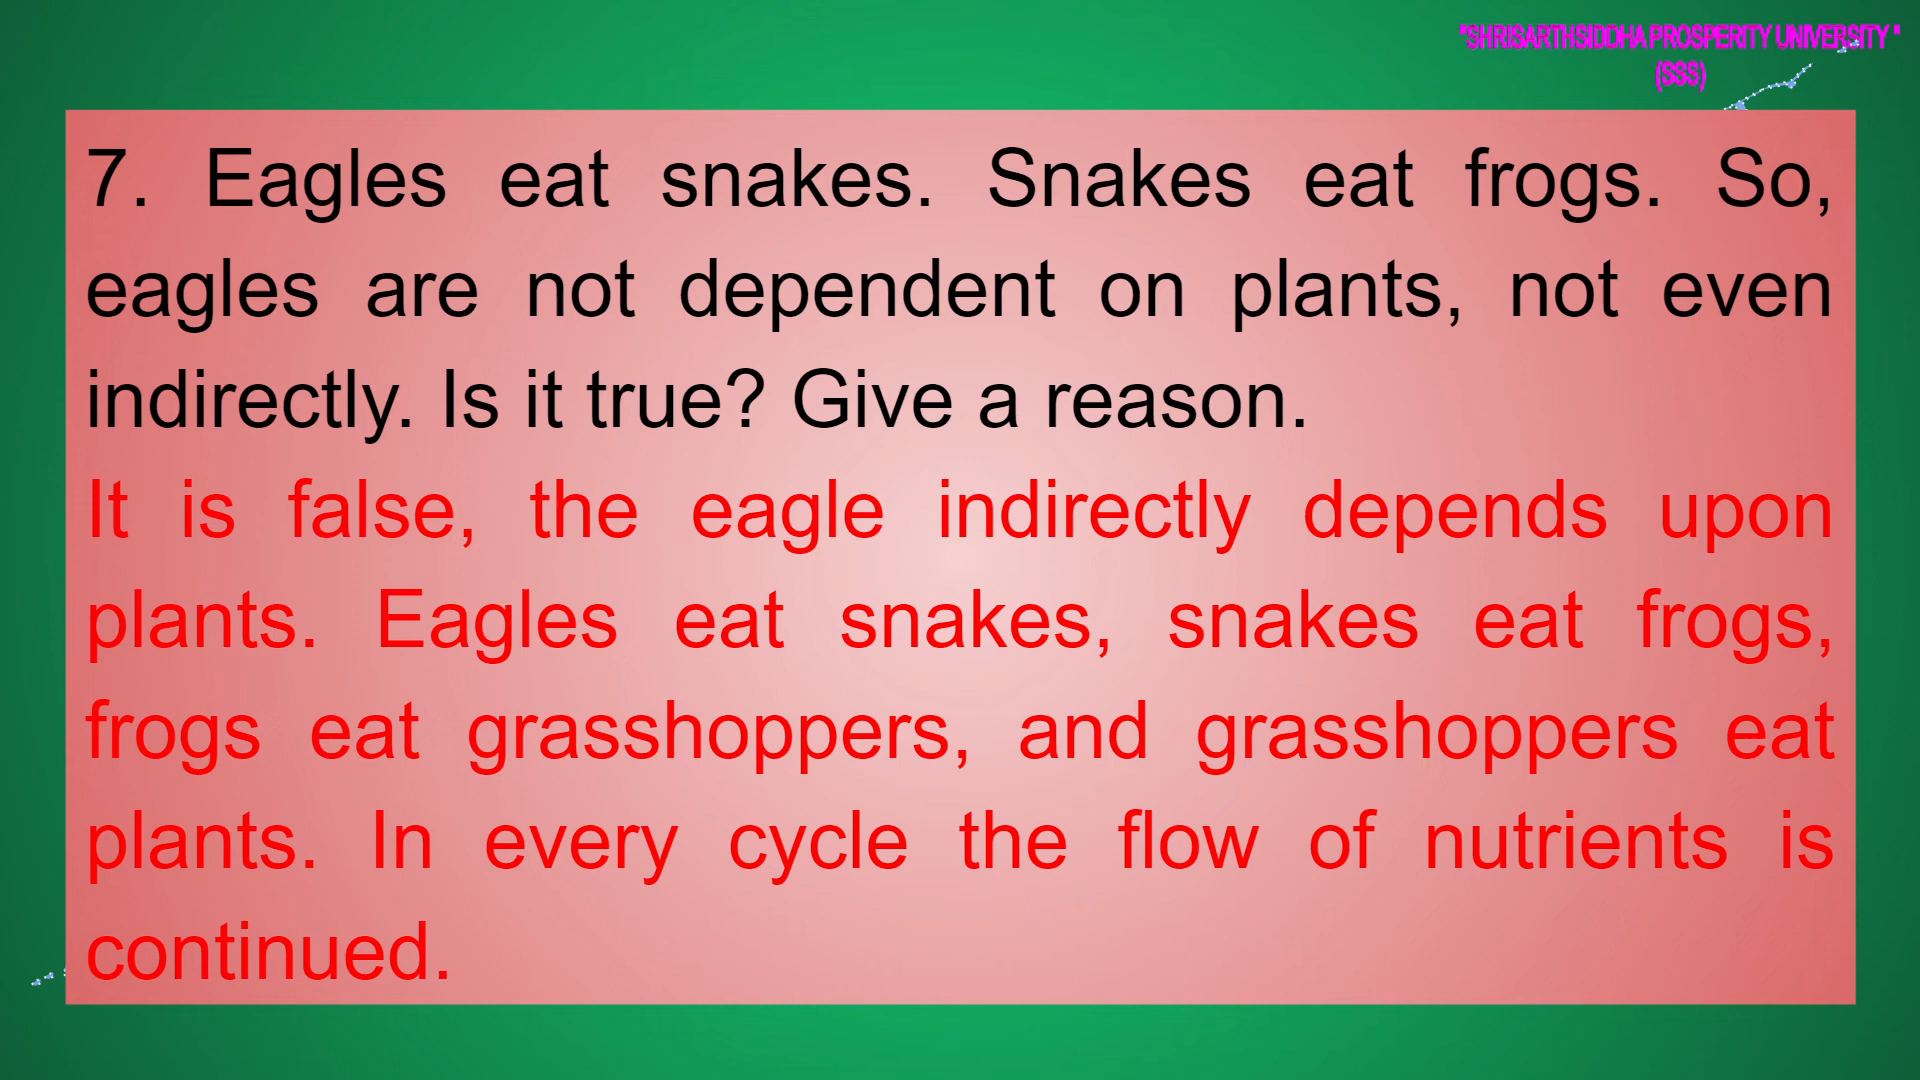 "SHRISARTHSIDDHA PROSPERITY UNIVERSITY "
(SSS)
7. Eagles eat snakes. Snakes eat frogs. So,
eagles are not dependent on plants, not even
indirectly. Is it true? Give a reason.
It is false, the eagle indirectly depends upon
plants. Eagles eat snakes, snakes eat frogs,
frogs eat grasshoppers, and grasshoppers eat
plants. In every cycle the flow of nutrients is
continued.